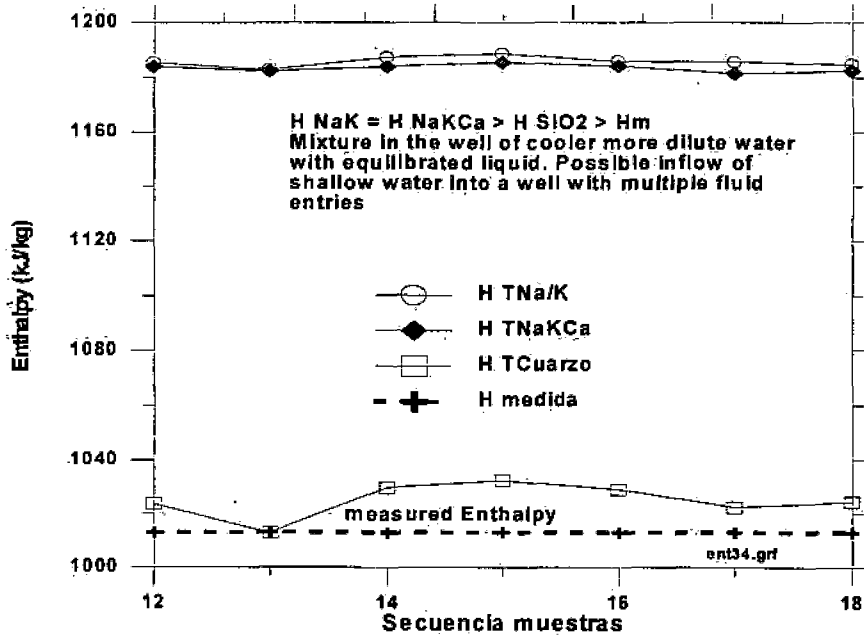 1200
1160
1120
1080
1040
1000
Enthalpy (kJ/kg)
H NaK = H NaKCa > H SIO2 > Hm
Mixture in the well of cooler more dilute water
with equilibrated liquid. Possible inflow of
shallow water into a well with multiple fluid
entries
H TNa/K
H TNaKCa
H TCuarzo
H medida
measured Enthalpy
ent34.grf
12
14
16
18
Secuencia muestras